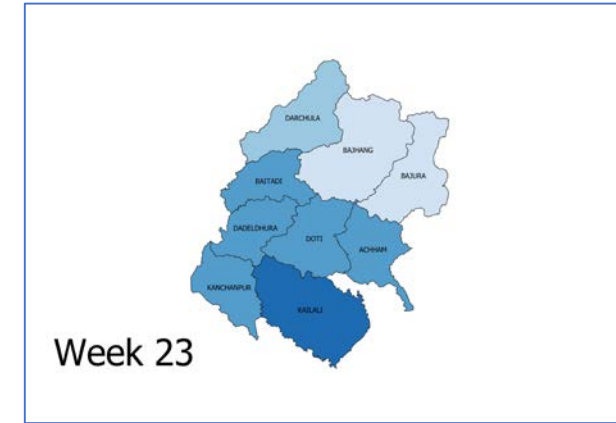 DARCHULA
BAJHANG
BAJURA
BAITADI
DADELDHURA
DOTI
ACHHAM
KANCHANPUR
KAILALI
Week 23